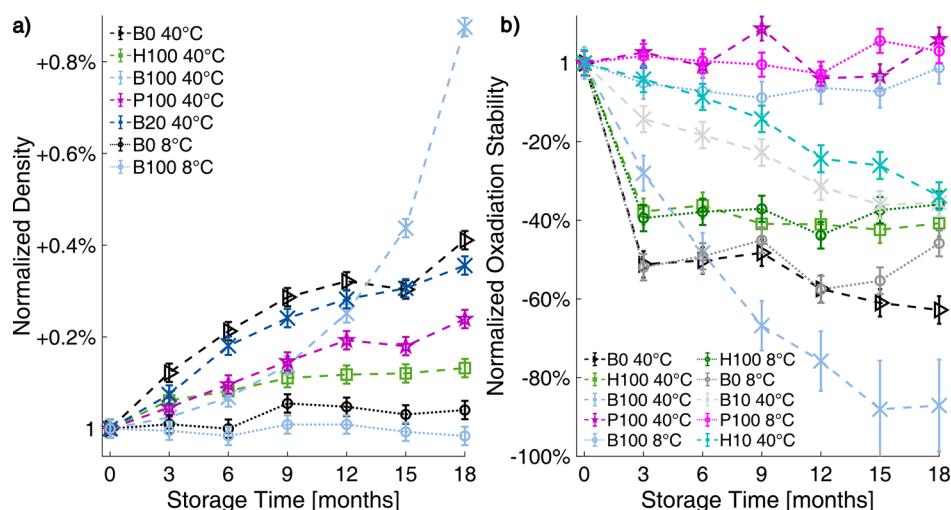 a)
Normalized Density
+0.8%
+0.6%
+0.4%
+0.2%
1
B0 40°C
H100 40°C
B100 40°C
P100 40°C
B20 40°C
B0 8°C
B100 8°C
0 3 6 9 12 15 18
Storage Time [months]
b)
Normalized Oxadiation Stability
1
-20%
-40%
-60%
-80%
-100%
B0 40°C
H100 40°C
B100 40°C
P100 40°C
B100 8°C
H100 8°C
B0 8°C
B10 40°C
P100 8°C
H10 40°C
0 3 6 9 12 15 18
Storage Time [months]